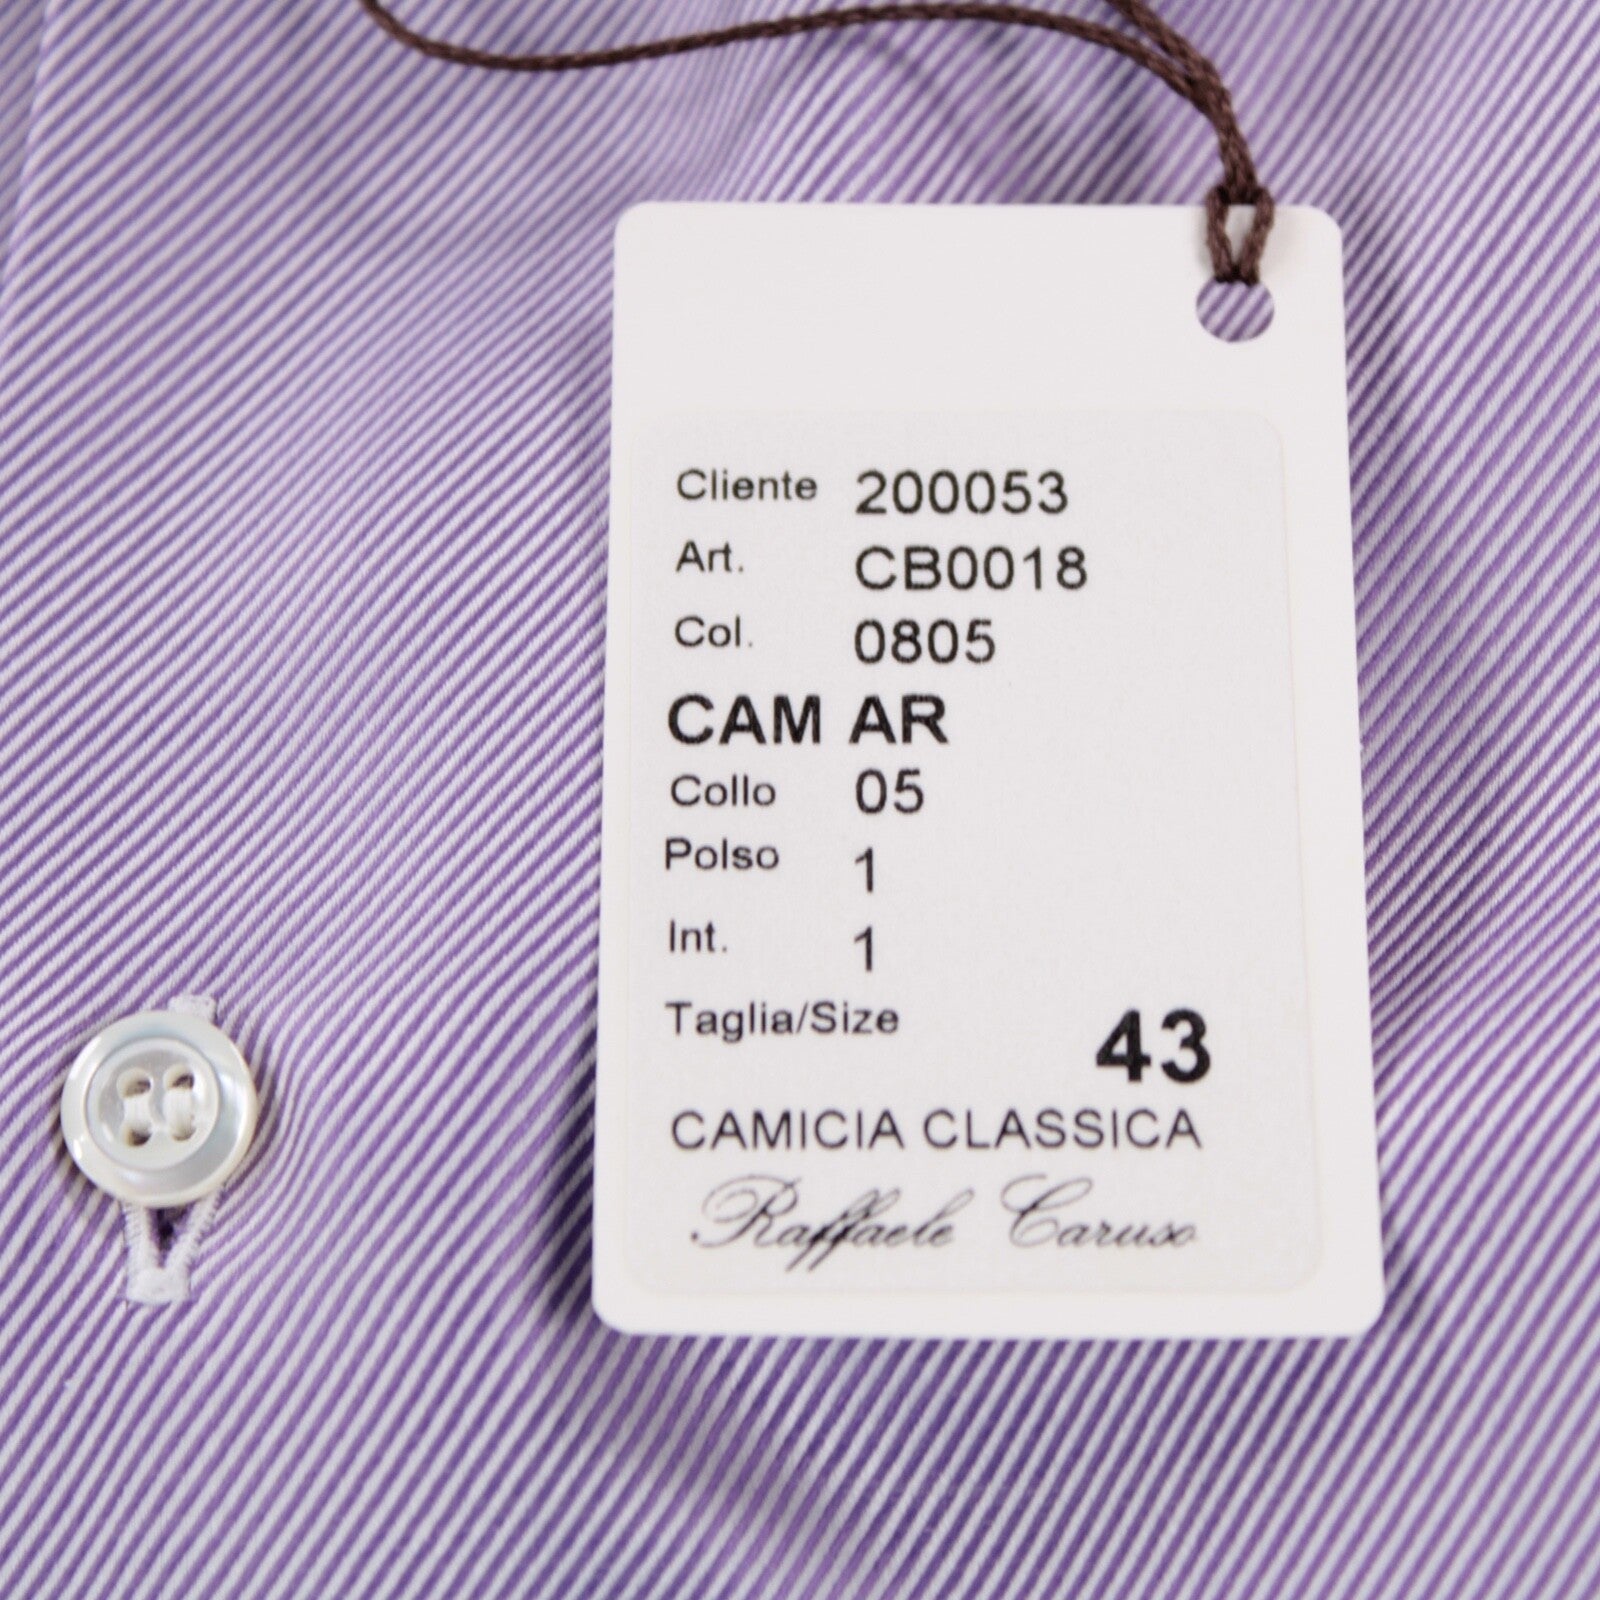 Cliente 200053
Art. CB0018
Col. 0805
CAM AR
Collo 05
Polso 1
Int. 1
Taglia/Size 43
CAMICIA CLASSICA
Raffaele Caruso